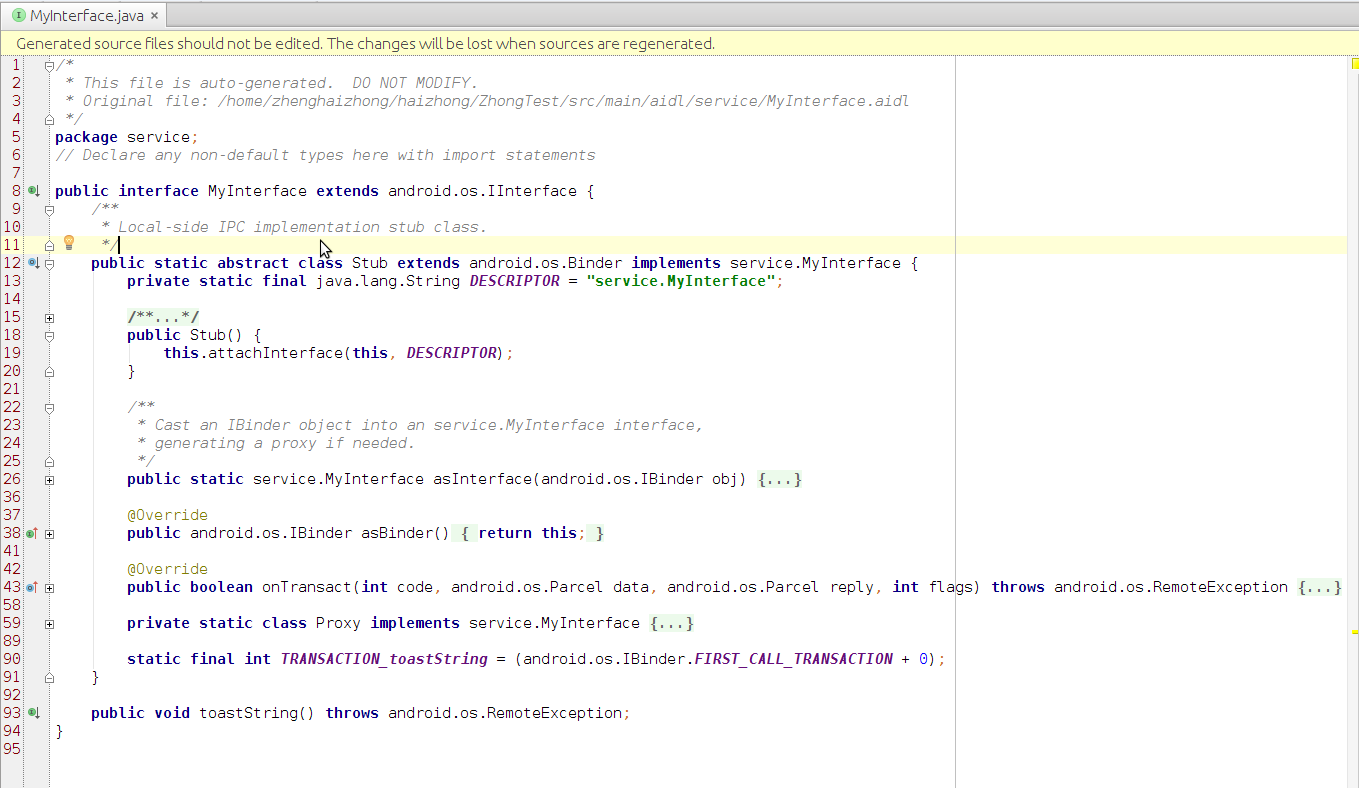 MyInterface.java
Generated source files should not be edited. The changes will be lost when sources are regenerated.
1 /*
2  * This file is auto-generated.  DO NOT MODIFY.
3  * Original file: /home/zhenghaizhong/haizhong/ZhongTest/src/main/aidl/service/MyInterface.aidl
4  */
5 package service;
6 // Declare any non-default types here with import statements
7
8 public interface MyInterface extends android.os.IInterface {
9     /**
10      * Local-side IPC implementation stub class.
11      */
12     public static abstract class Stub extends android.os.Binder implements service.MyInterface {
13         private static final java.lang.String DESCRIPTOR = "service.MyInterface";
14
15         /**...*/
18         public Stub() {
19             this.attachInterface(this, DESCRIPTOR);
20         }
21
22         /**
23          * Cast an IBinder object into an service.MyInterface interface,
24          * generating a proxy if needed.
25          */
26         public static service.MyInterface asInterface(android.os.IBinder obj) {...}
36
37         @Override
38         public android.os.IBinder asBinder() { return this; }
41
42         @Override
43         public boolean onTransact(int code, android.os.Parcel data, android.os.Parcel reply, int flags) throws android.os.RemoteException {...}
58
59         private static class Proxy implements service.MyInterface {...}
89
90         static final int TRANSACTION_toastString = (android.os.IBinder.FIRST_CALL_TRANSACTION + 0);
91     }
92
93     public void toastString() throws android.os.RemoteException;
94 }
95